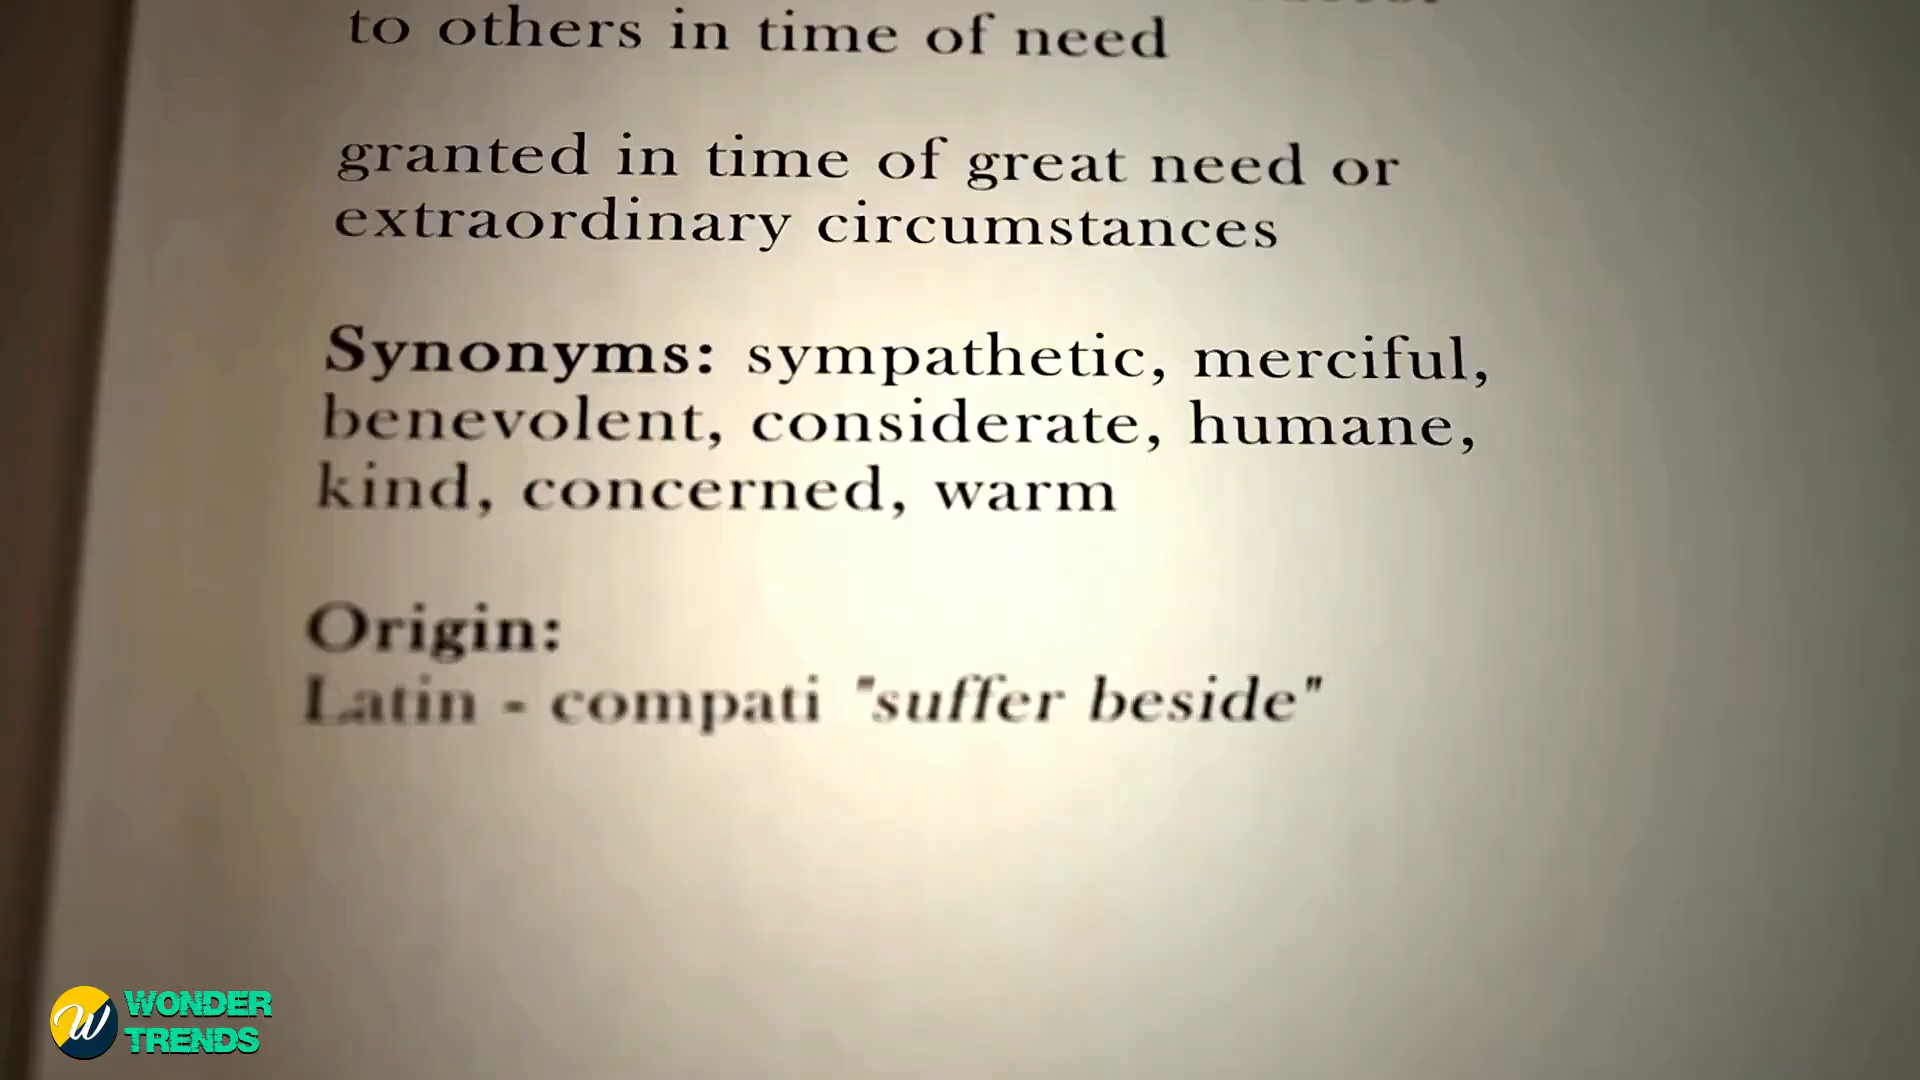 to others in time of need
granted in time of great need or
extraordinary circumstances
Synonyms: sympathetic, merciful,
benevolent, considerate, humane,
kind, concerned, warm
Origin:
Latin - compati "suffer beside"
WONDER
TRENDS